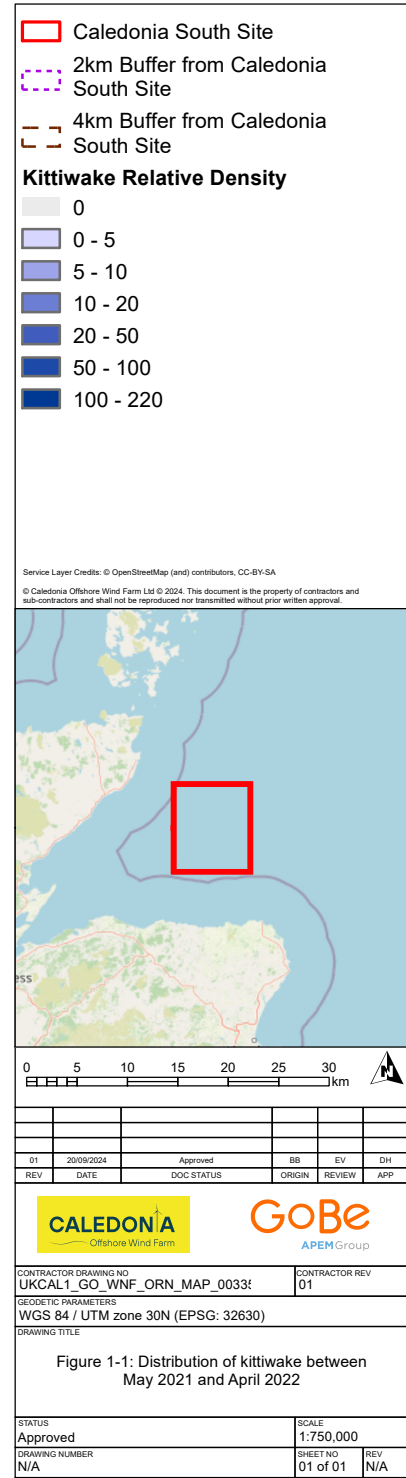 Caledonia South Site
2km Buffer from Caledonia
South Site
4km Buffer from Caledonia
South Site
Kittiwake Relative Density
0
0 - 5
5 - 10
10 - 20
20 - 50
50 - 100
100 - 220
Service Layer Credits: © OpenStreetMap (and) contributors, CC-BY-SA
© Caledonia Offshore Wind Farm Ltd © 2024. This document is the property of contractors and
sub-contractors and shall not be reproduced nor transmitted without prior written approval.
ess
0 5 10 15 20 25 30
km
N
01 20/09/2024 Approved BB EV DH
REV DATE DOC STATUS ORIGIN REVIEW APP
CALEDONIA
Offshore Wind Farm
GoBe
APEMGroup
CONTRACTOR DRAWING NO CONTRACTOR REV
UKCAL1_GO_WNF_ORN_MAP_0033 01
GEODETIC PARAMETERS
WGS 84 / UTM zone 30N (EPSG: 32630)
DRAWING TITLE
Figure 1-1: Distribution of kittiwake between
May 2021 and April 2022
STATUS SCALE
Approved 1:750,000
DRAWING NUMBER SHEET NO REV
N/A 01 of 01 N/A